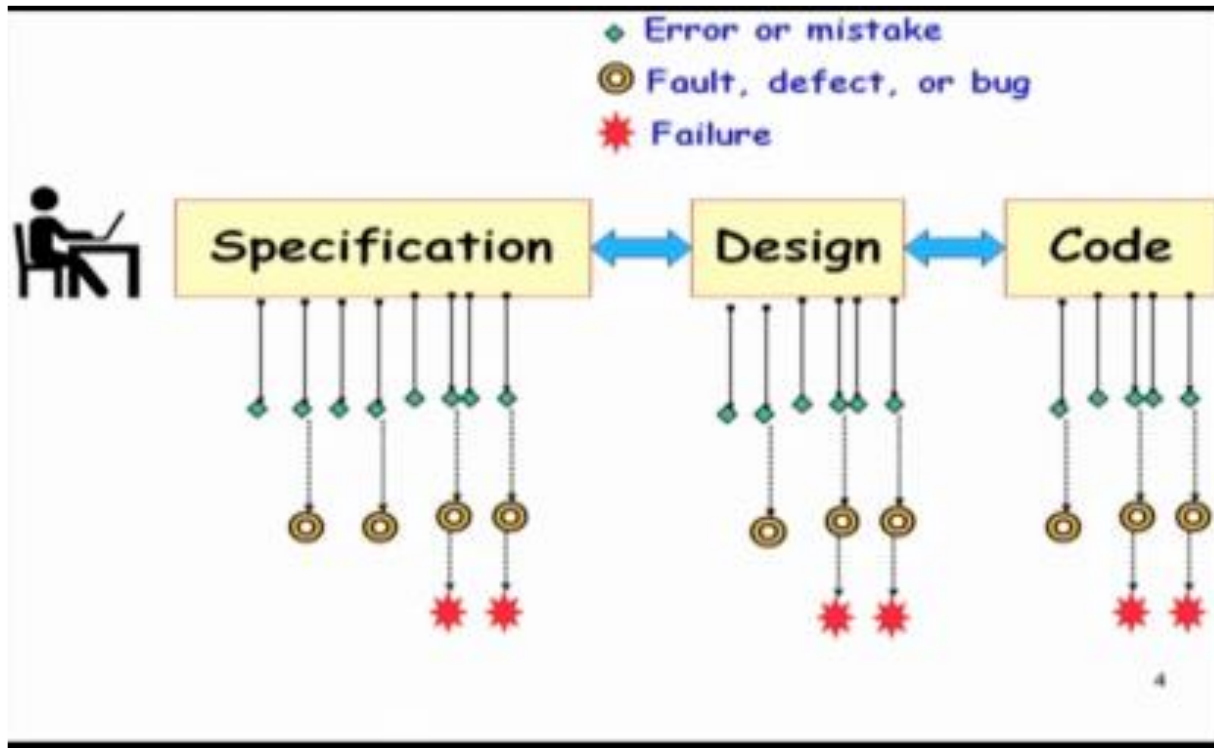 Error or mistake
Fault, defect, or bug
Failure
Specification
Design
Code
4